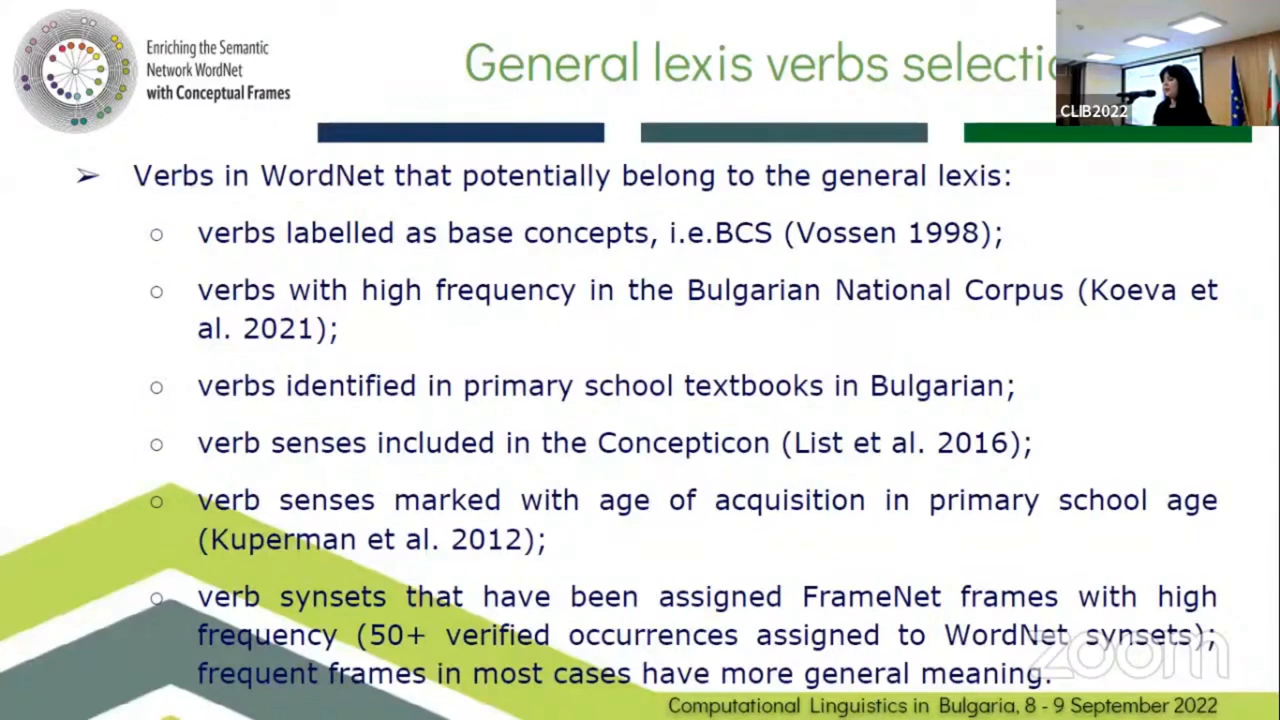 Enriching the Semantic
Network WordNet
with Conceptual Frames
General lexis verbs selectio
CLIB2022
➢ Verbs in WordNet that potentially belong to the general lexis:
○ verbs labelled as base concepts, i.e.BCS (Vossen 1998);
○ verbs with high frequency in the Bulgarian National Corpus (Koeva et
al. 2021);
○ verbs identified in primary school textbooks in Bulgarian;
○ verb senses included in the Concepticon (List et al. 2016);
○ verb senses marked with age of acquisition in primary school age
(Kuperman et al. 2012);
○ verb synsets that have been assigned FrameNet frames with high
frequency (50+ verified occurrences assigned to WordNet synsets);
frequent frames in most cases have more general meaning.
zoom
Computational Linguistics in Bulgaria, 8 - 9 September 2022